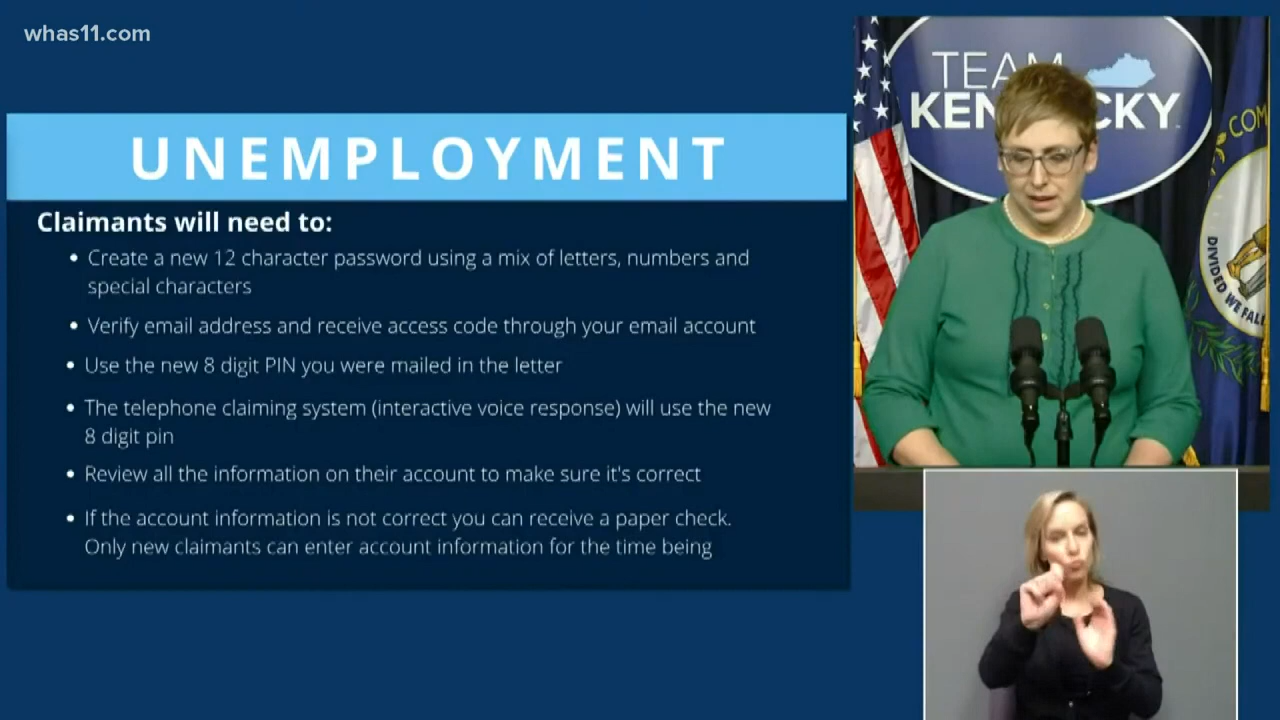 whas11.com
UNEMPLOYMENT
Claimants will need to:
• Create a new 12 character password using a mix of letters, numbers and
special characters
• Verify email address and receive access code through your email account
• Use the new 8 digit PIN you were mailed in the letter
• The telephone claiming system (interactive voice response) will use the new
8 digit pin
• Review all the information on their account to make sure it's correct
• If the account information is not correct you can receive a paper check.
Only new claimants can enter account information for the time being
TEAM
KEN CKY
COM
DIVIDED WE FALL